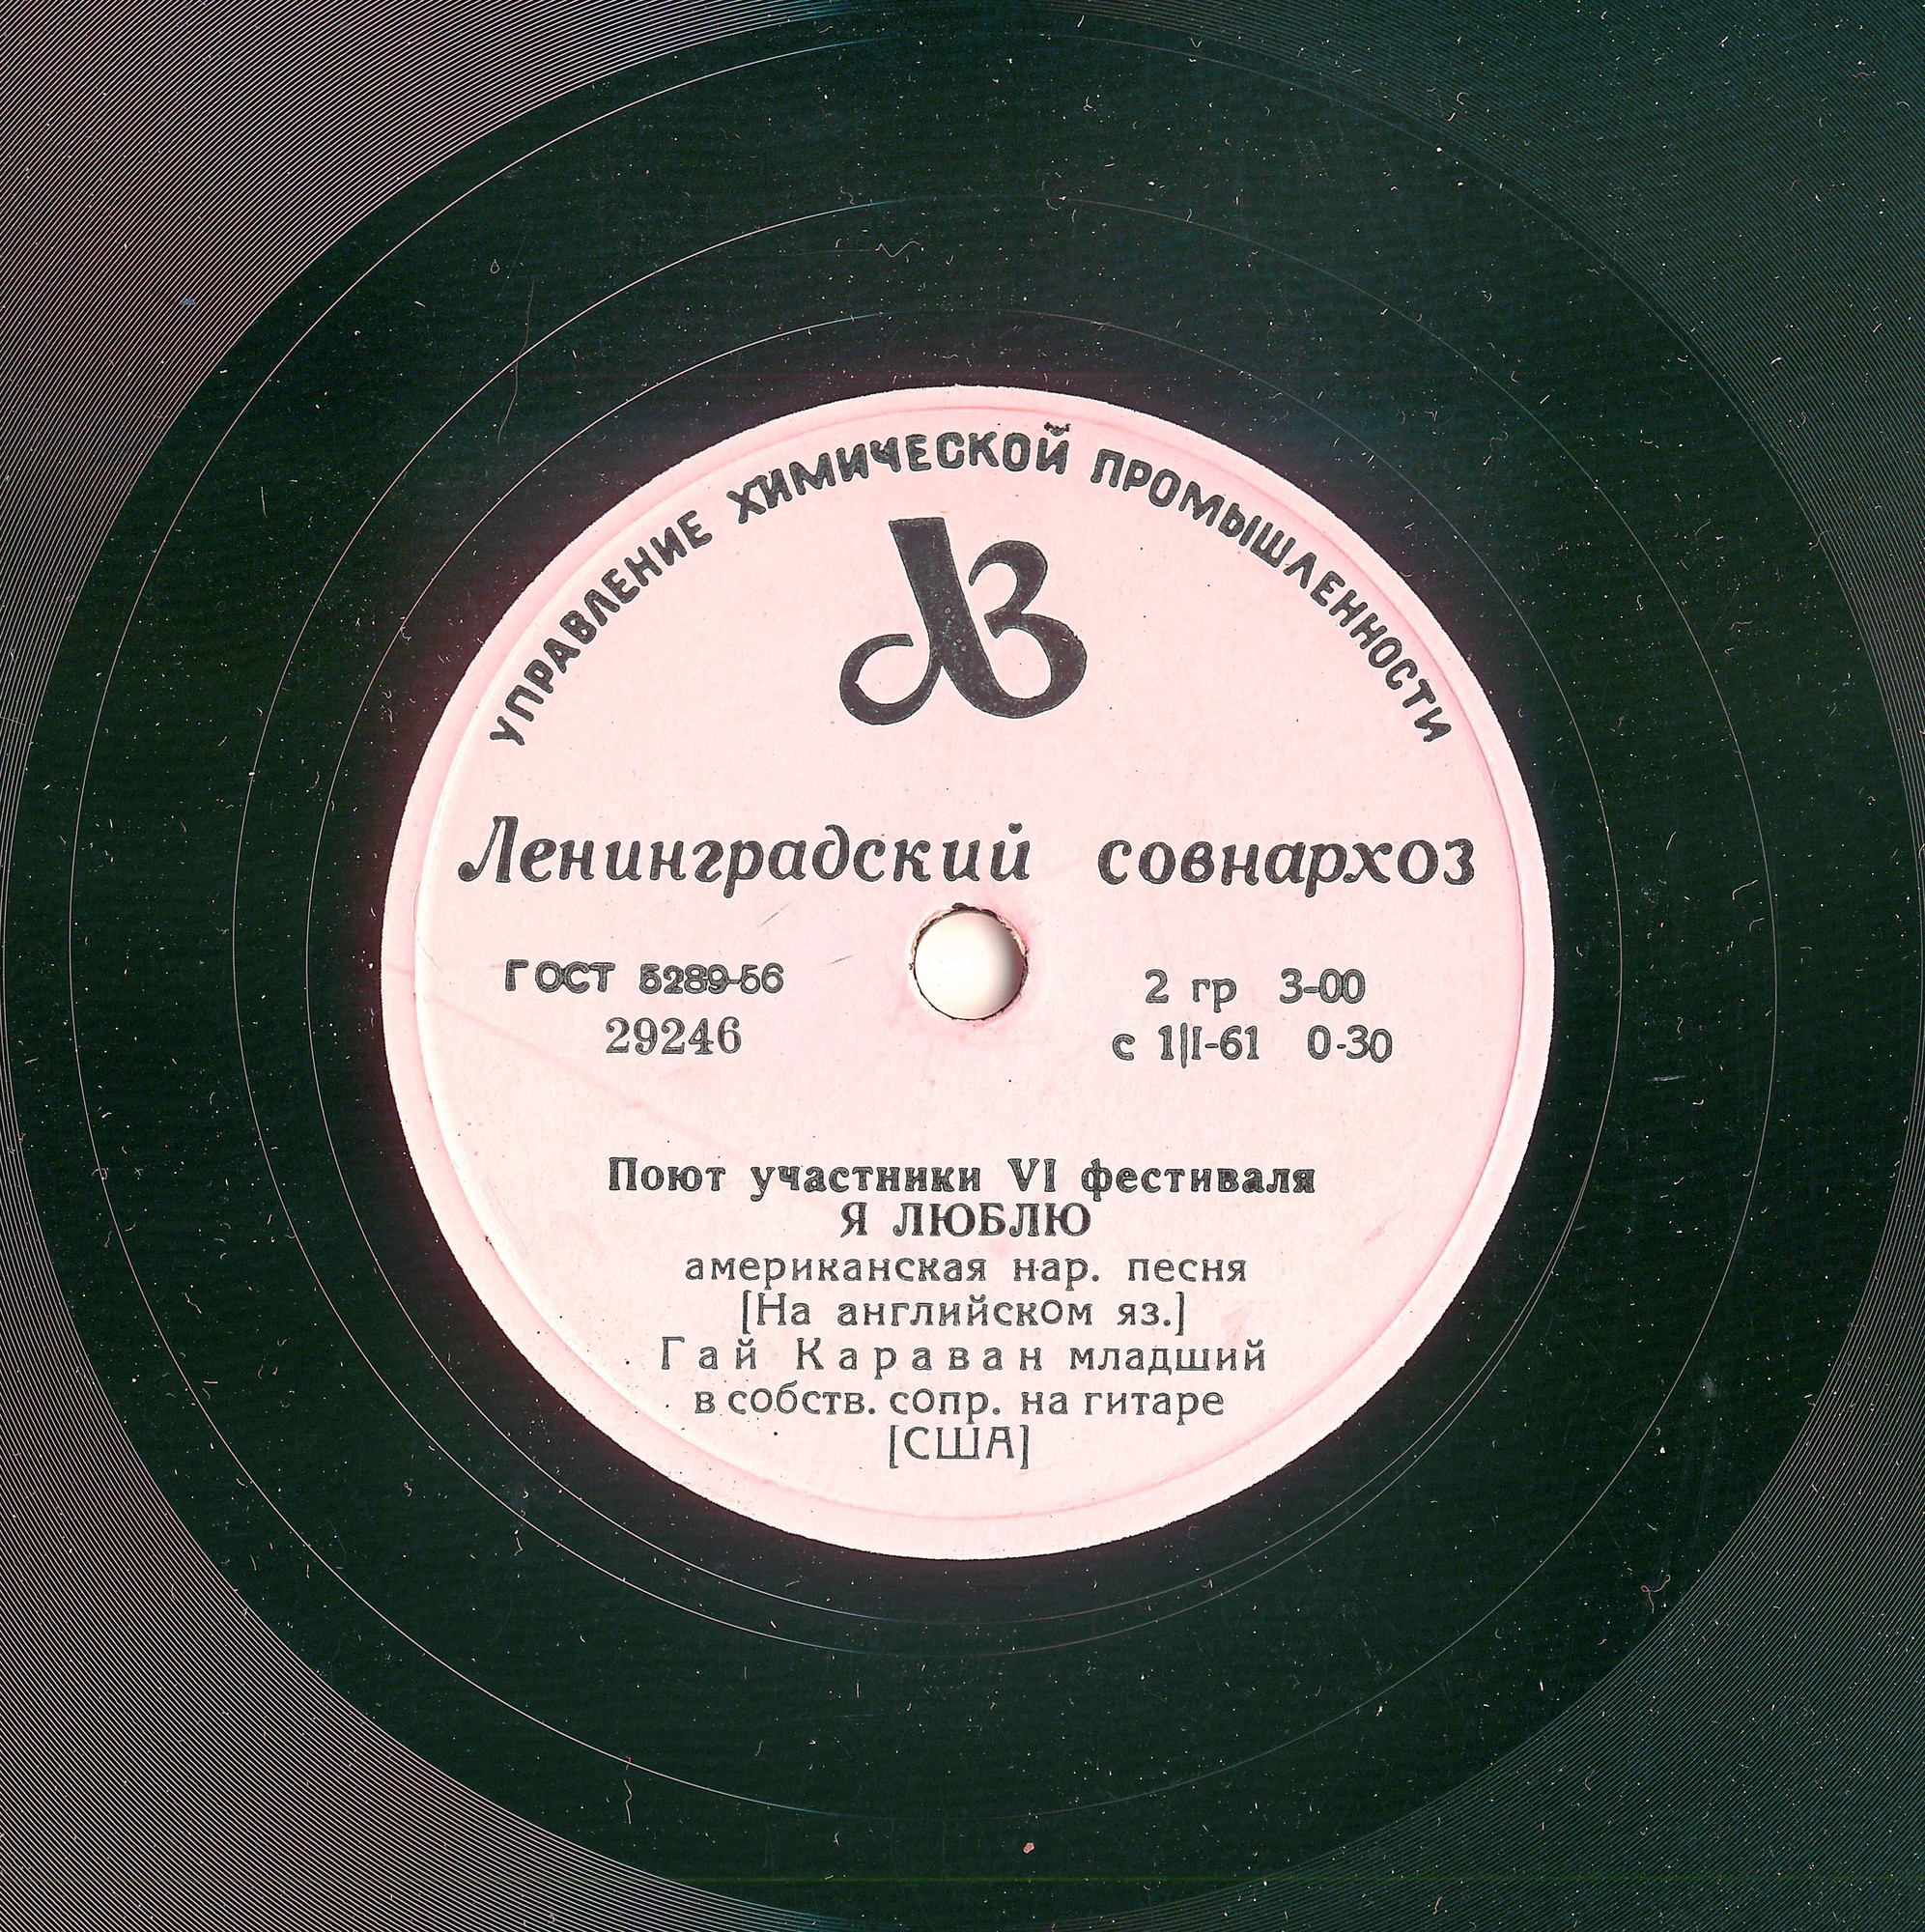 УПРАВЛЕНИЕ ХИМИЧЕСКОЙ ПРОМЫШЛЕННОСТИ
ЛЗ
Ленинградский совнархоз
ГОСТ 5289-56
29246
2 гр 3-00
с 1|I-61 0-30
Поют участники VI фестиваля
Я ЛЮБЛЮ
американская нар. песня
[На английском яз.]
Гай Караван младший
в собств. сопр. на гитаре
[США]